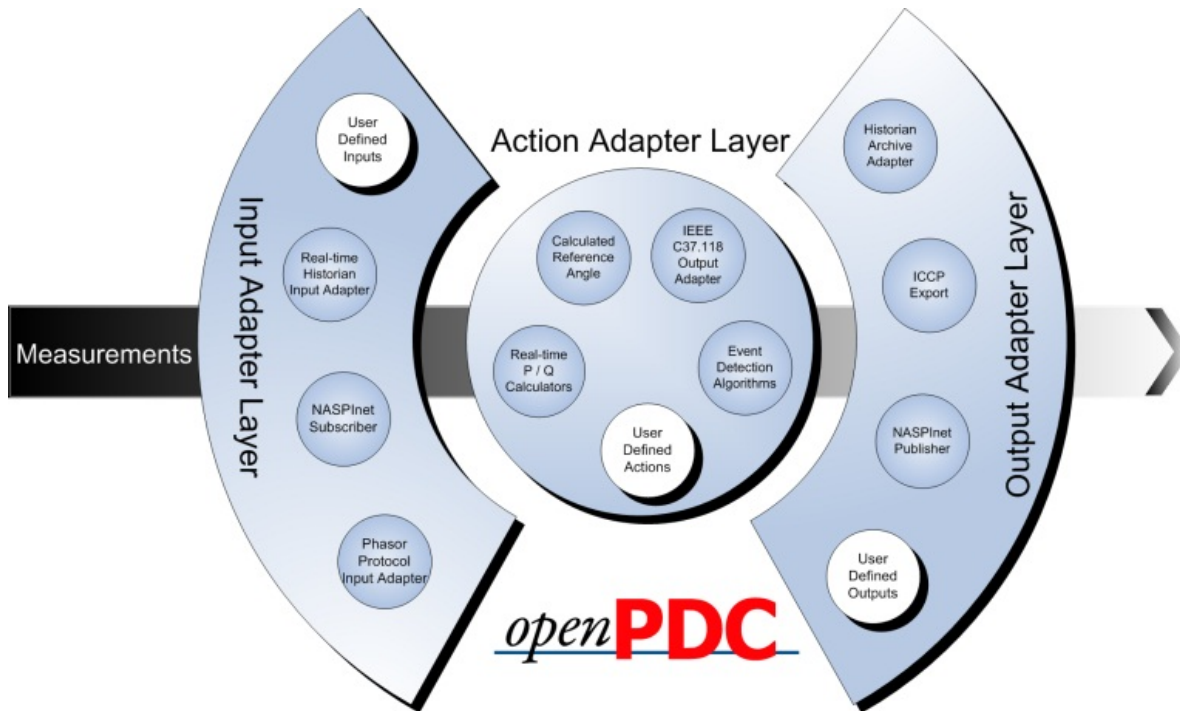 Measurements
Input Adapter Layer
User
Defined
Inputs
Real-time
Historian
Input Adapter
NASPInet
Subscriber
Phasor
Protocol
Input Adapter
Action Adapter Layer
Calculated
Reference
Angle
IEEE
C37.118
Output
Adapter
Real-time
P / Q
Calculators
Event
Detection
Algorithms
User
Defined
Actions
Output Adapter Layer
Historian
Archive
Adapter
ICCP
Export
NASPInet
Publisher
User
Defined
Outputs
openPDC